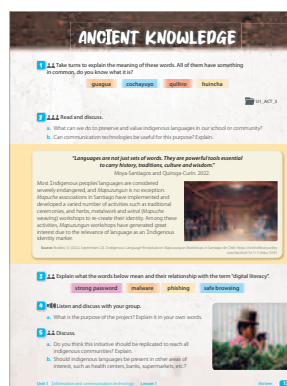 ANCIENT KNOWLEDGE
1 Take turns to explain the meaning of these words. All of them have something
in common, do you know what it is?
guagua cochayuyo quiltro huincha
U1_ACT_3
2 Read and discuss.
a. What can we do to preserve and value indigenous languages in our school or community?
b. Can communication technologies be useful for this purpose? Explain.
"Languages are not just sets of words. They are powerful tools essential
to carry history, traditions, culture and wisdom."
Moya-Santiagos and Quiroga-Curín. 2022.
Most Indigenous peoples' languages are considered
severely endangered, and Mapuzungun is no exception.
Mapuche associations in Santiago have implemented and
developed a varied number of activities such as traditional
ceremonies, and herbs, metalwork and wirral (Mapuche
weaving) workshops to re-create their identity. Among these
activities, Mapuzungun workshops have generated great
interest due to the relevance of language as an Indigenous
identity marker.
3 Explain what the words below mean and their relationship with the term "digital literacy".
strong password malware phishing safe browsing
4 Listen and discuss with your group.
a. What is the purpose of the project? Explain it in your own words.
5 Discuss.
a. Do you think this initiative should be replicated to reach all
indigenous communities? Explain.
b. Should indigenous languages be present in other areas of
interest, such as health centers, banks, supermarkets, etc.?
Unit 1 Information and communication technology Lesson 1